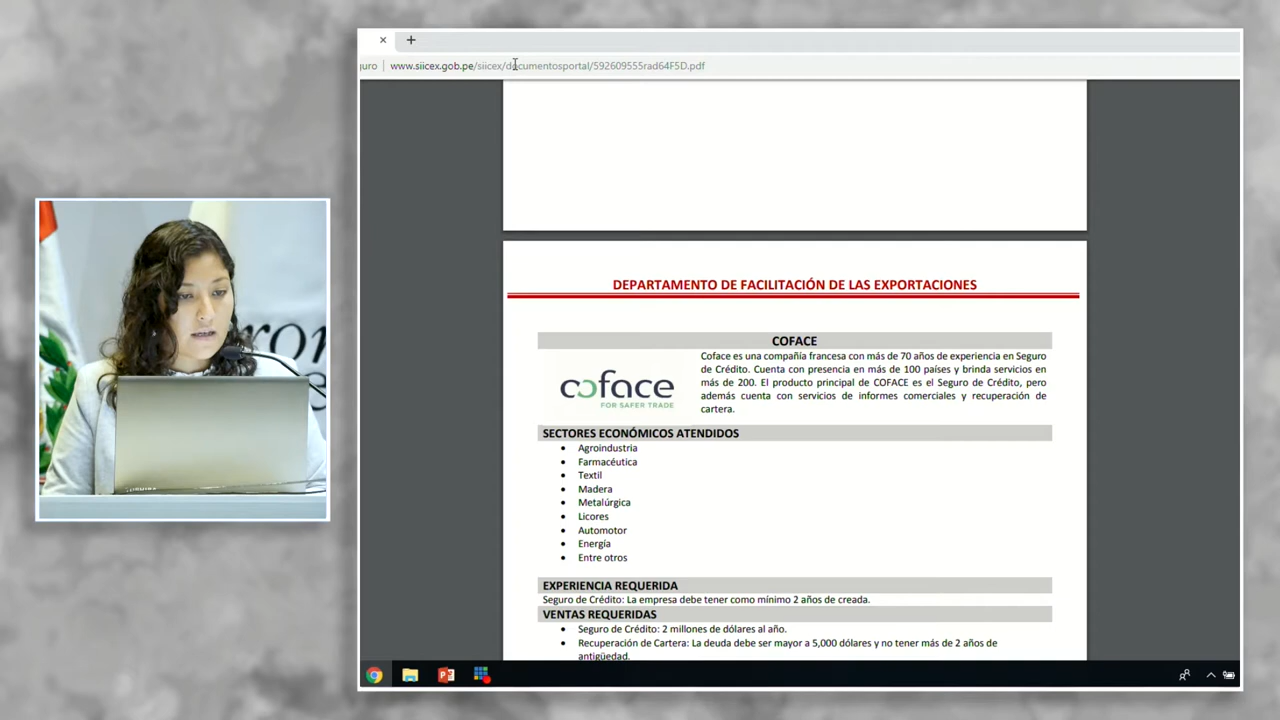 guro | www.siicex.gob.pe/siicex/documentosportal/592609555rad64F5D.pdf
DEPARTAMENTO DE FACILITACIÓN DE LAS EXPORTACIONES
COFACE
coface
FOR SAFER TRADE
Coface es una compañía francesa con más de 70 años de experiencia en Seguro
de Crédito. Cuenta con presencia en más de 100 países y brinda servicios en
más de 200. El producto principal de COFACE es el Seguro de Crédito, pero
además cuenta con servicios de informes comerciales y recuperación de
cartera.
SECTORES ECONÓMICOS ATENDIDOS
• Agroindustria
• Farmacéutica
• Textil
• Madera
• Metalúrgica
• Licores
• Automotor
• Energía
• Entre otros
EXPERIENCIA REQUERIDA
Seguro de Crédito: La empresa debe tener como mínimo 2 años de creada.
VENTAS REQUERIDAS
• Seguro de Crédito: 2 millones de dólares al año.
• Recuperación de Cartera: La deuda debe ser mayor a 5,000 dólares y no tener más de 2 años de
antigüedad.